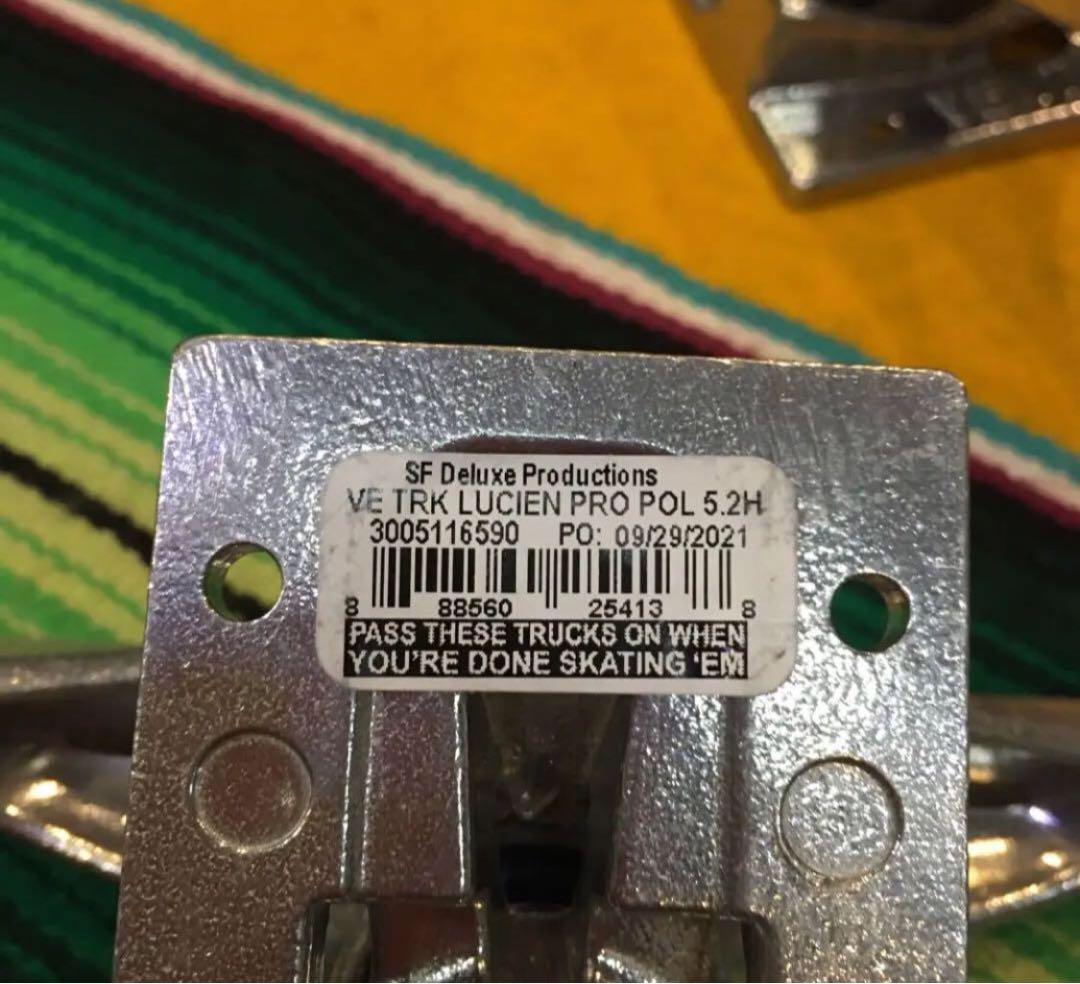 SF Deluxe Productions
VE TRK LUCIEN PRO POL 5.2H
3005116590 PO: 09/29/2021
8 88560 25413 8
PASS THESE TRUCKS ON WHEN
YOU'RE DONE SKATING 'EM